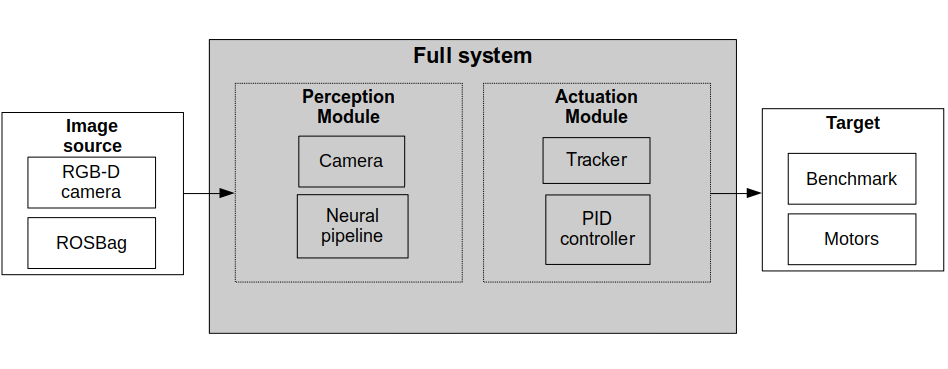 Full system
Image
source
RGB-D
camera
ROSBag
Perception
Module
Camera
Neural
pipeline
Actuation
Module
Tracker
PID
controller
Target
Benchmark
Motors